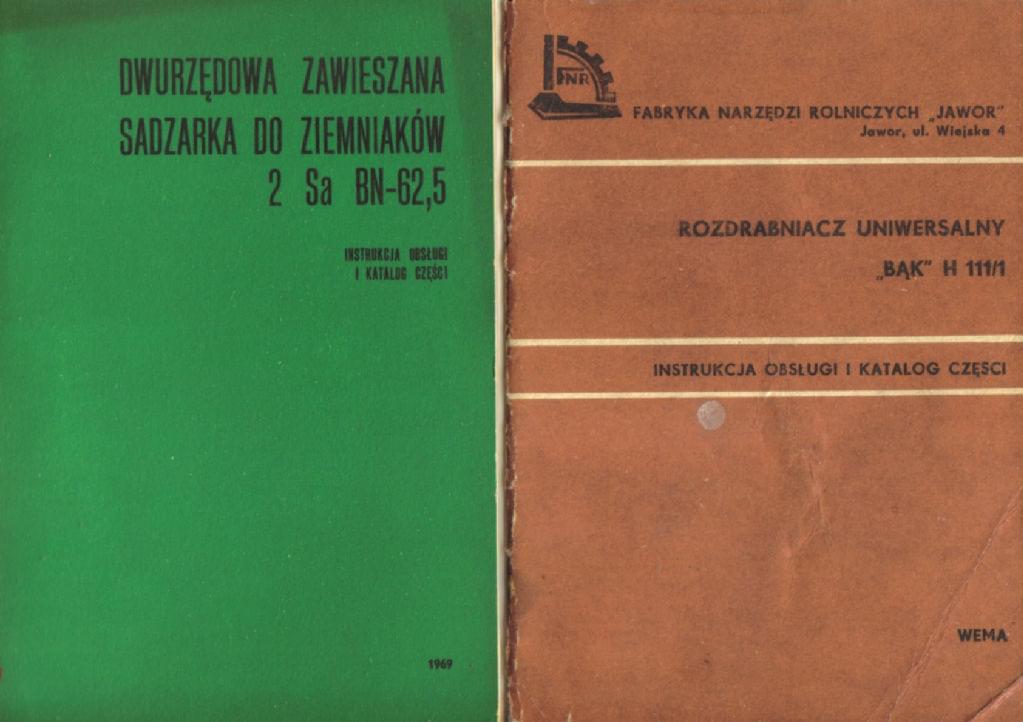 DWURZĘDOWA ZAWIESZANA
SADZARKA DO ZIEMNIAKÓW
2 Sa BN-62,5
INSTRUKCJA OBSŁUGI
I KATALOG CZĘŚCI
1969
FNR
FABRYKA NARZĘDZI ROLNICZYCH „JAWOR"
Jawor, ul. Wiejska 4
ROZDRABNIACZ UNIWERSALNY
„BĄK" H 111/1
INSTRUKCJA OBSŁUGI I KATALOG CZĘŚCI
WEMA